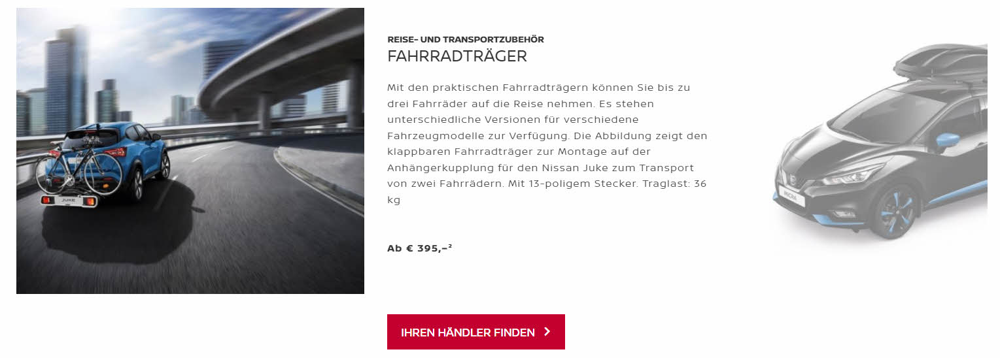 REISE- UND TRANSPORTZUBEHÖR
FAHRRADTRÄGER
Mit den praktischen Fahrradträgern können Sie bis zu
drei Fahrräder auf die Reise nehmen. Es stehen
unterschiedliche Versionen für verschiedene
Fahrzeugmodelle zur Verfügung. Die Abbildung zeigt den
klappbaren Fahrradträger zur Montage auf der
Anhängerkupplung für den Nissan Juke zum Transport
von zwei Fahrrädern. Mit 13-poligem Stecker. Traglast: 36
kg
Ab € 395,–²
IHREN HÄNDLER FINDEN
JUKE
MICRA